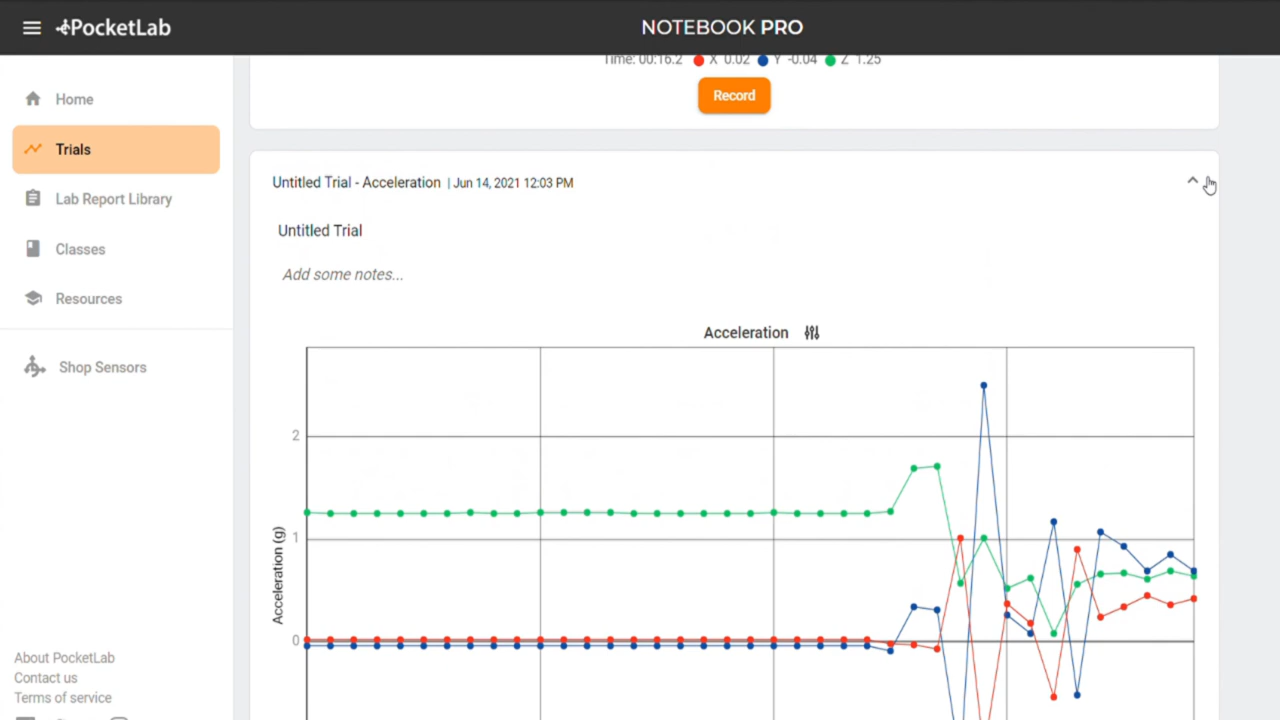 PocketLab
NOTEBOOK PRO
Time: 00:16.2 X 0.02 Y -0.04 Z 1.25
Record
Home
Trials
Lab Report Library
Classes
Resources
Shop Sensors
Untitled Trial - Acceleration | Jun 14, 2021 12:03 PM
Untitled Trial
Add some notes...
Acceleration
2
1
0
Acceleration (g)
About PocketLab
Contact us
Terms of service